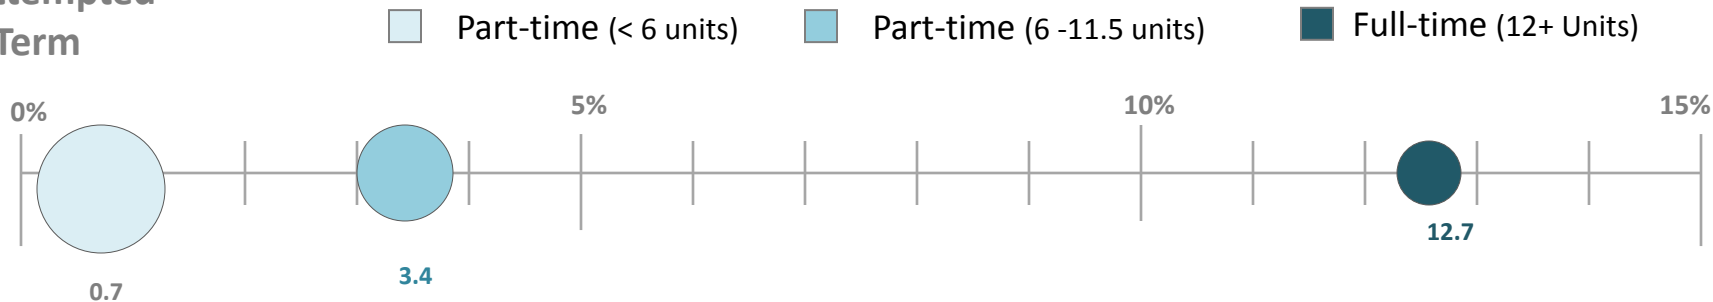 Term
Part-time (< 6 units)
Part-time (6 -11.5 units)
Full-time (12+ Units)
0%
5%
10%
15%
0.7
3.4
12.7